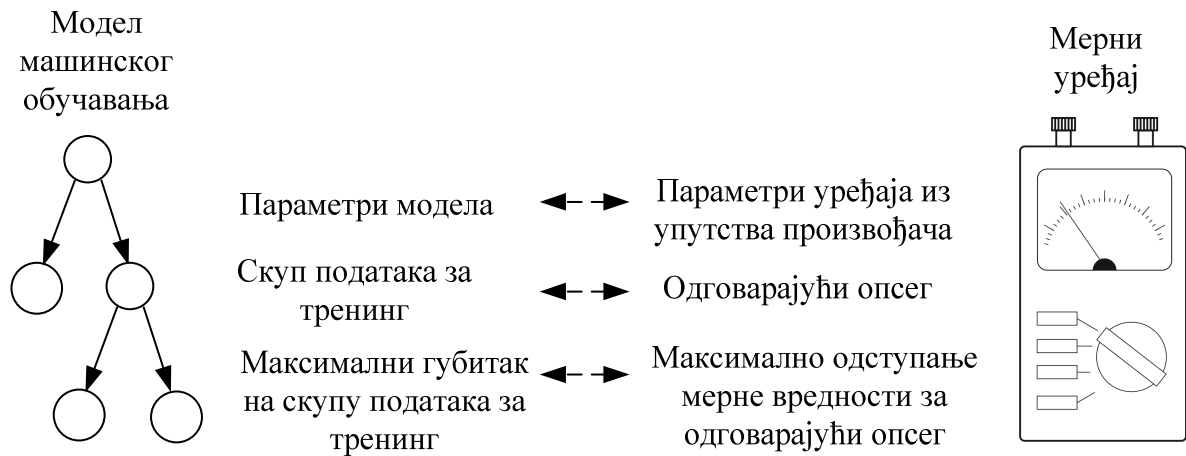 Модел
машинског
обучавања
Мерни
уређај
Параметри модела
Параметри уређаја из
упутства произвођача
Скуп података за
тренинг
Одговарајући опсег
Максимални губитак
на скупу података за
тренинг
Максимално одступање
мерне вредности за
одговарајући опсег